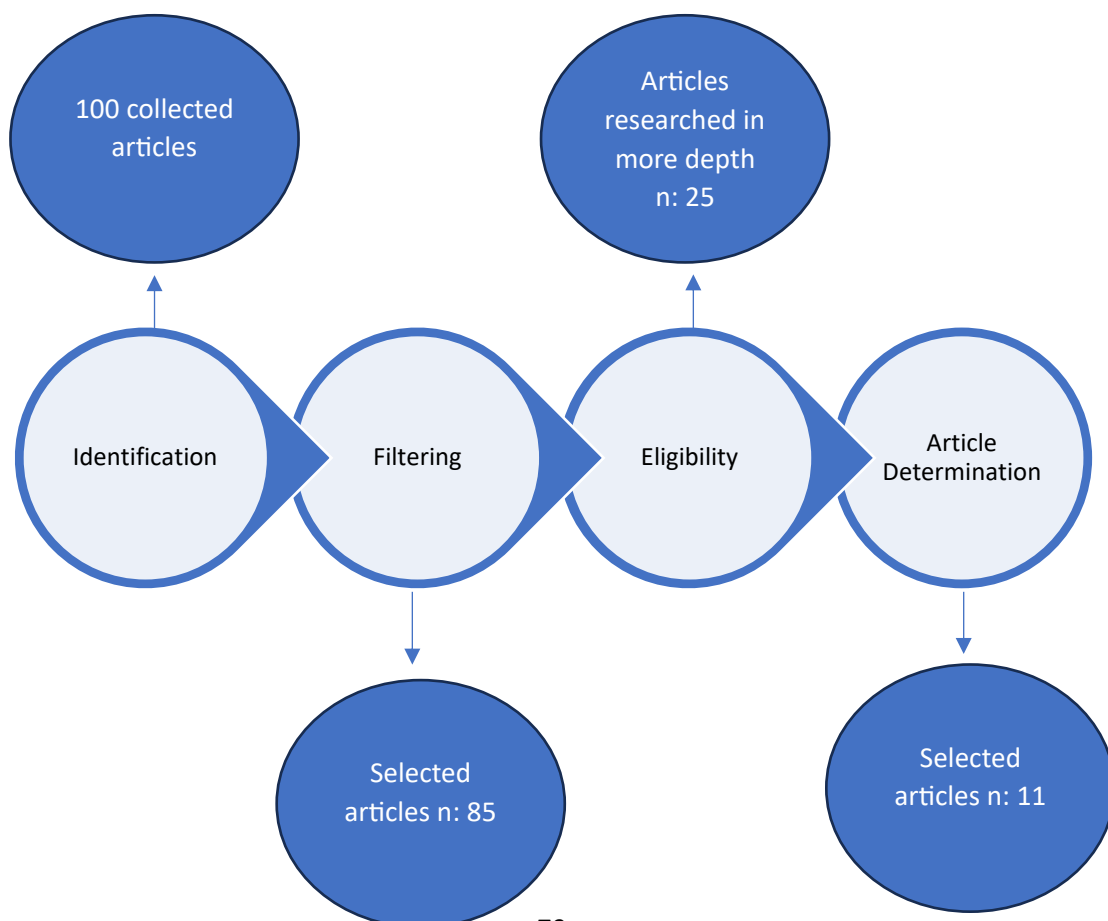 100 collected
articles
Articles
researched in
more depth
n: 25
Identification
Filtering
Eligibility
Article
Determination
Selected
articles n: 85
Selected
articles n: 11